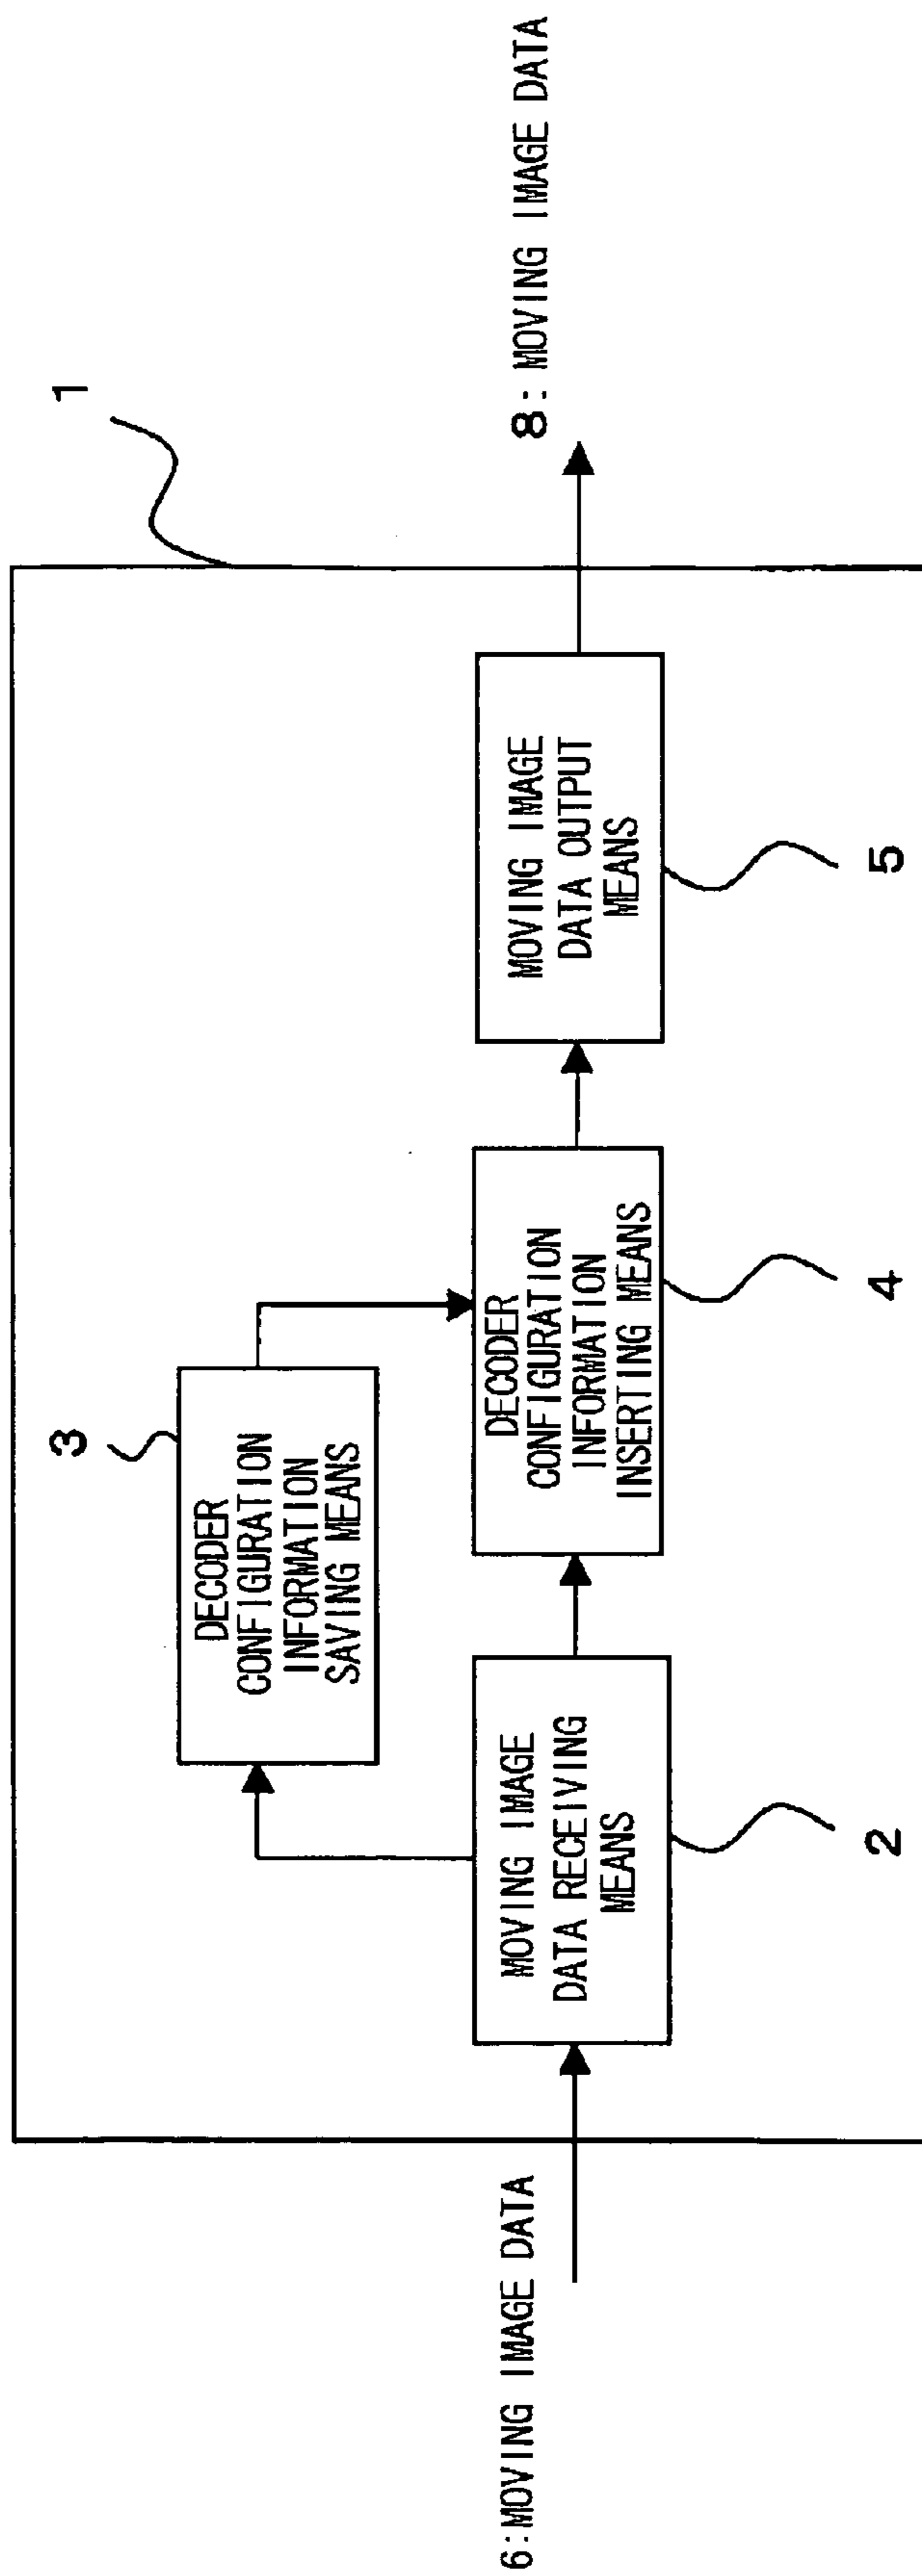 1
3
DECODER
CONFIGURATION
INFORMATION
SAVING MEANS
6:MOVING IMAGE DATA
MOVING IMAGE
DATA RECEIVING
MEANS
2
DECODER
CONFIGURATION
INFORMATION
INSERTING MEANS
4
MOVING IMAGE
DATA OUTPUT
MEANS
5
8: MOVING IMAGE DATA